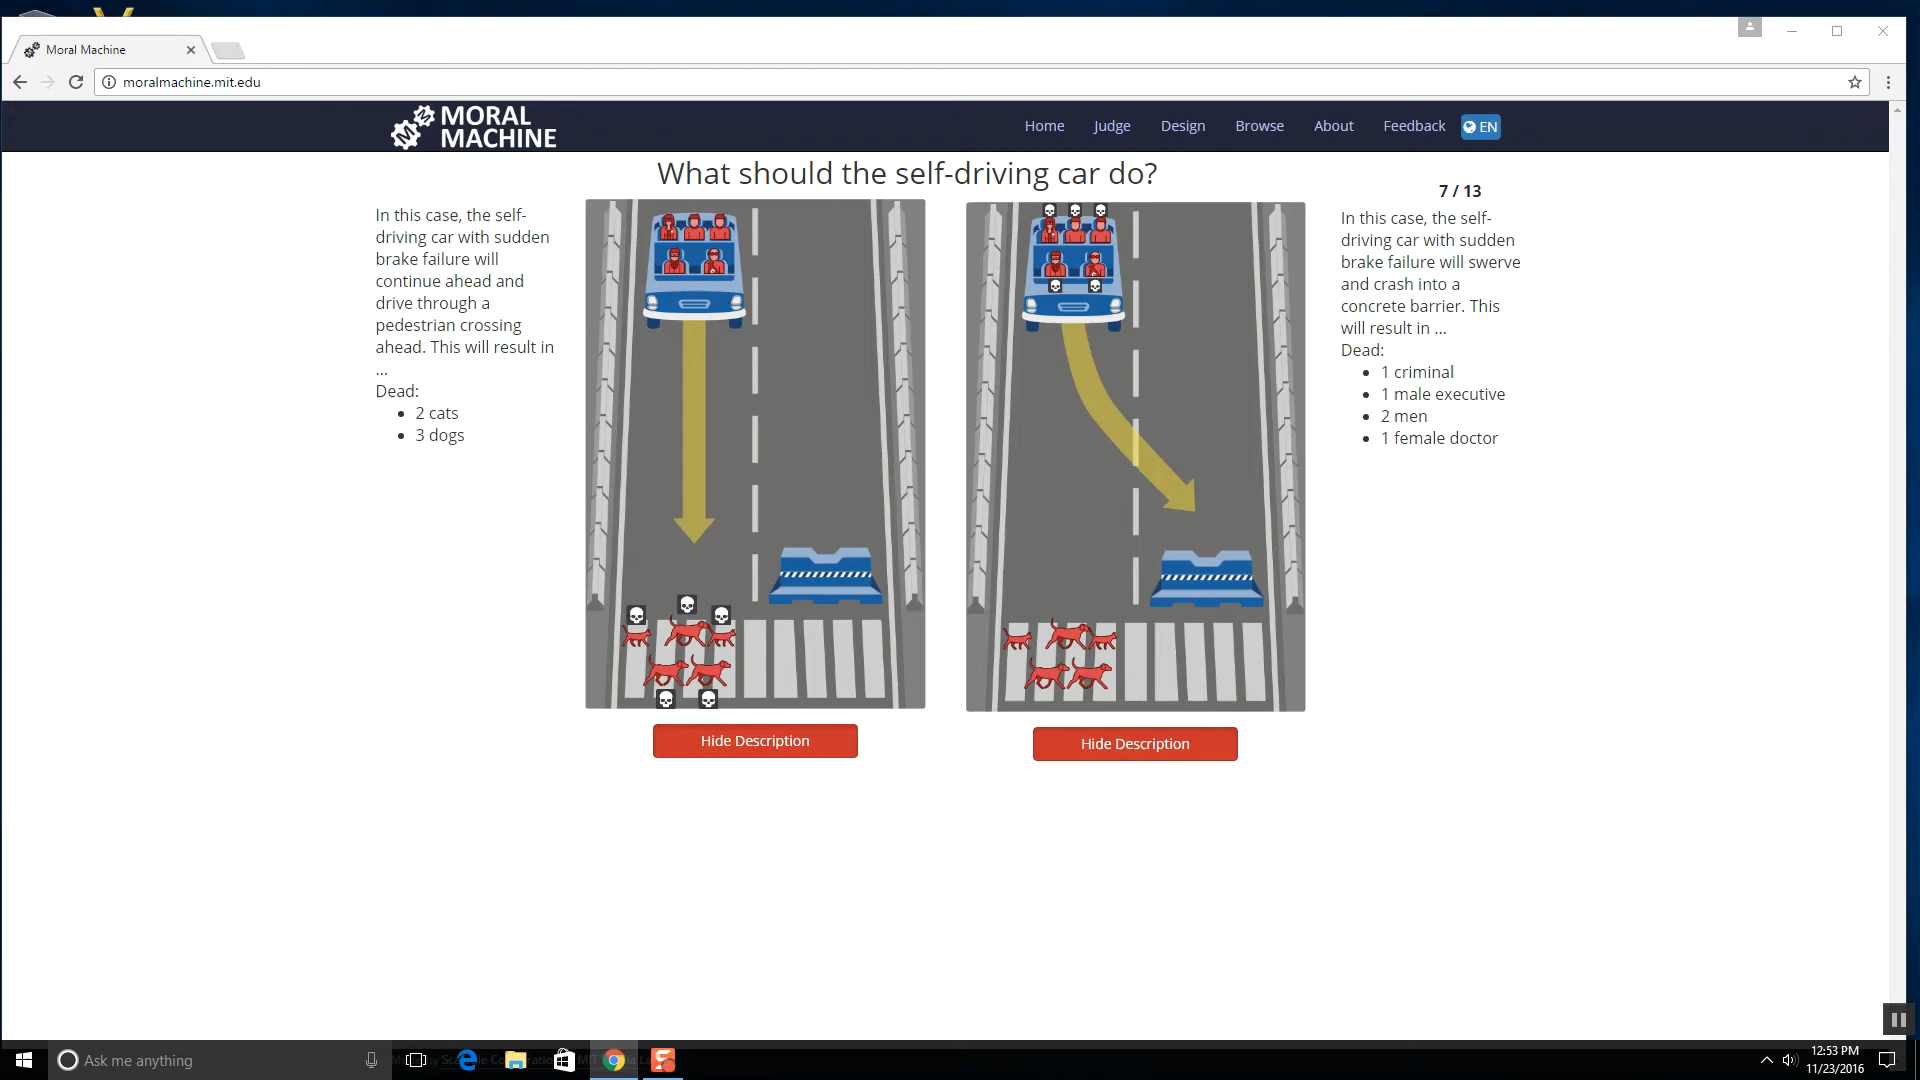 Moral Machine
moralmachine.mit.edu
MORAL
MACHINE
Home Judge Design Browse About Feedback EN
What should the self-driving car do?
7 / 13
In this case, the self-
driving car with sudden
brake failure will
continue ahead and
drive through a
pedestrian crossing
ahead. This will result in
...
Dead:
2 cats
3 dogs
In this case, the self-
driving car with sudden
brake failure will swerve
and crash into a
concrete barrier. This
will result in ...
Dead:
1 criminal
1 male executive
2 men
1 female doctor
Hide Description
Hide Description
Ask me anything
12:53 PM
11/23/2016